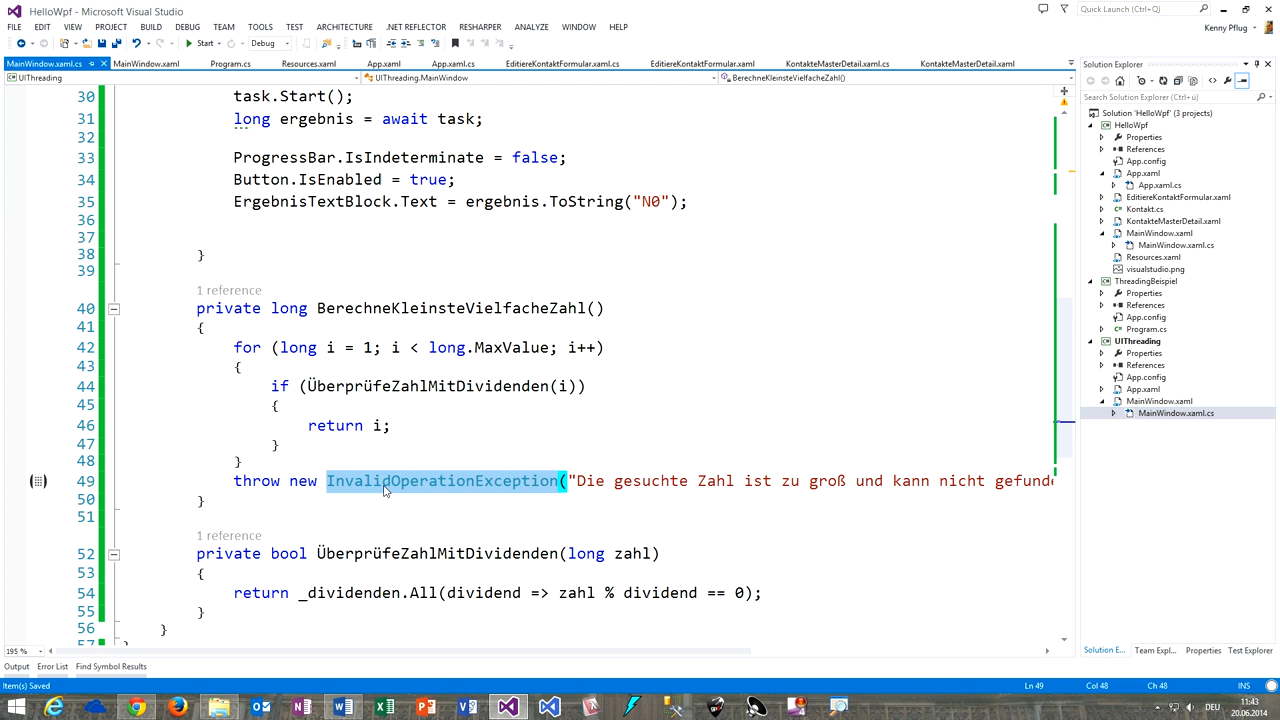 HelloWpf - Microsoft Visual Studio
Quick Launch (Ctrl+Q)
FILE EDIT VIEW PROJECT BUILD DEBUG TEAM TOOLS TEST ARCHITECTURE .NET REFLECTOR RESHARPER ANALYZE WINDOW HELP
Kenny Pflug
Start Debug
MainWindow.xaml.cs MainWindow.xaml Program.cs Resources.xaml App.xaml App.xaml.cs EditiereKontaktFormular.xaml.cs EditiereKontaktFormular.xaml KontakteMasterDetail.xaml.cs KontakteMasterDetail.xaml
UIThreading UIThreading.MainWindow BerechneKleinsteVielfacheZahl()
30 task.Start();
31 long ergebnis = await task;
32
33 ProgressBar.IsIndeterminate = false;
34 Button.IsEnabled = true;
35 ErgebnisTextBlock.Text = ergebnis.ToString("N0");
36
37
38 }
39
1 reference
40 private long BerechneKleinsteVielfacheZahl()
41 {
42 for (long i = 1; i < long.MaxValue; i++)
43 {
44 if (ÜberprüfeZahlMitDividenden(i))
45 {
46 return i;
47 }
48 }
49 throw new InvalidOperationException("Die gesuchte Zahl ist zu groß und kann nicht gefunde
50 }
51
1 reference
52 private bool ÜberprüfeZahlMitDividenden(long zahl)
53 {
54 return _dividenden.All(dividend => zahl % dividend == 0);
55 }
56 }
57 }
195 %
Solution Explorer
Search Solution Explorer (Ctrl+ü)
Solution 'HelloWpf' (3 projects)
HelloWpf
Properties
References
App.config
App.xaml
App.xaml.cs
EditiereKontaktFormular.xaml
Kontakt.cs
KontakteMasterDetail.xaml
MainWindow.xaml
MainWindow.xaml.cs
Resources.xaml
visualstudio.png
ThreadingBeispiel
Properties
References
App.config
Program.cs
UIThreading
Properties
References
App.config
App.xaml
MainWindow.xaml
MainWindow.xaml.cs
Solution E... Team Expl... Properties Test Explorer
Output Error List Find Symbol Results
Item(s) Saved Ln 49 Col 48 Ch 48 INS
DEU
11:43
20.06.2014